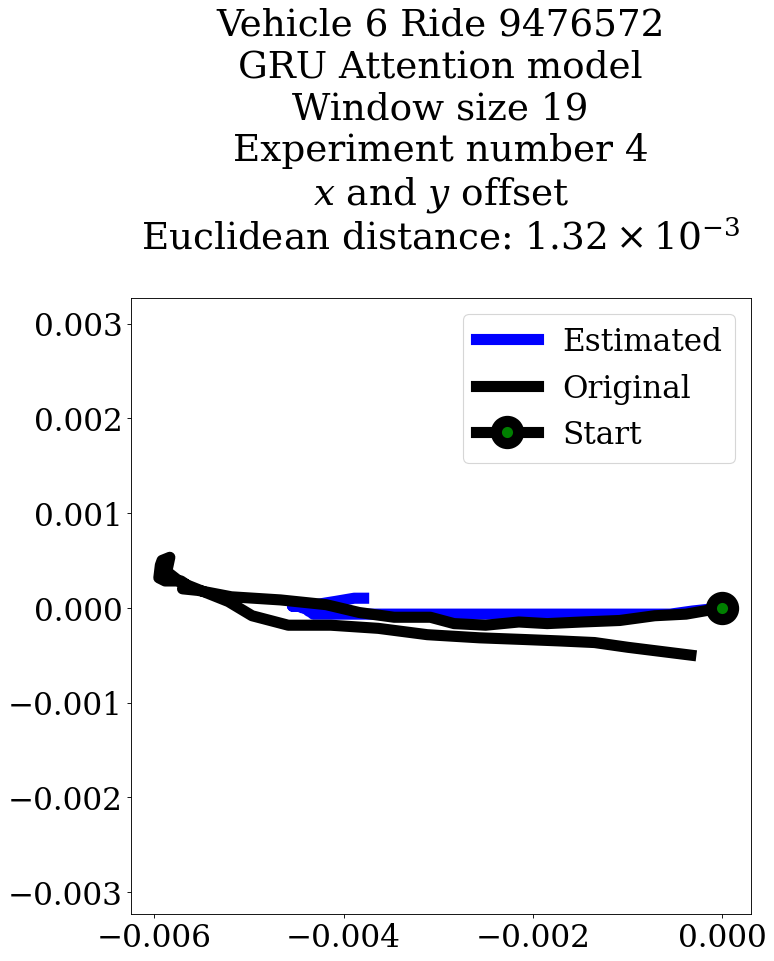 Vehicle 6 Ride 9476572
GRU Attention model
Window size 19
Experiment number 4
x and y offset
Euclidean distance: 1.32 × 10⁻³
Estimated
Original
Start
0.003
0.002
0.001
0.000
−0.001
−0.002
−0.003
−0.006 −0.004 −0.002 0.000